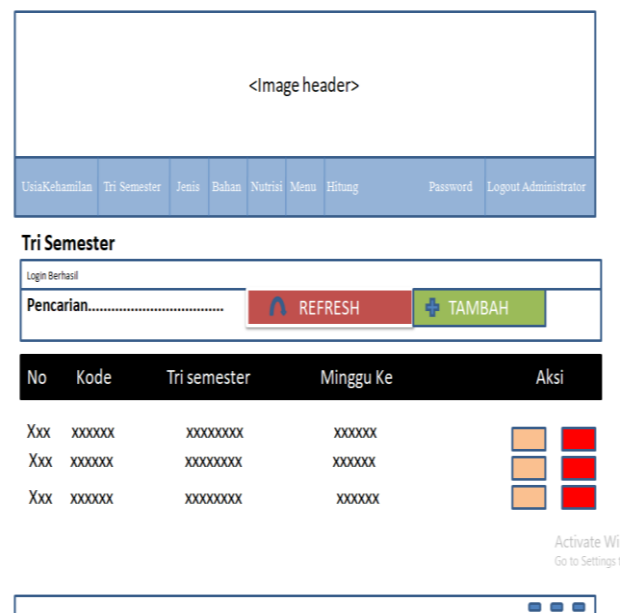 <Image header>
UsiaKehamilan Tri Semester Jenis Bahan Nutrisi Menu Hitung Password Logout Administrator
Tri Semester
Login Berhasil
Pencarian.................................. REFRESH TAMBAH
No Kode Tri semester Minggu Ke Aksi
Xxx xxxxxx xxxxxxxx xxxxxx
Xxx xxxxxx xxxxxxxx xxxxxx
Xxx xxxxxx xxxxxxxx xxxxxx
Activate Wi
Go to Settings